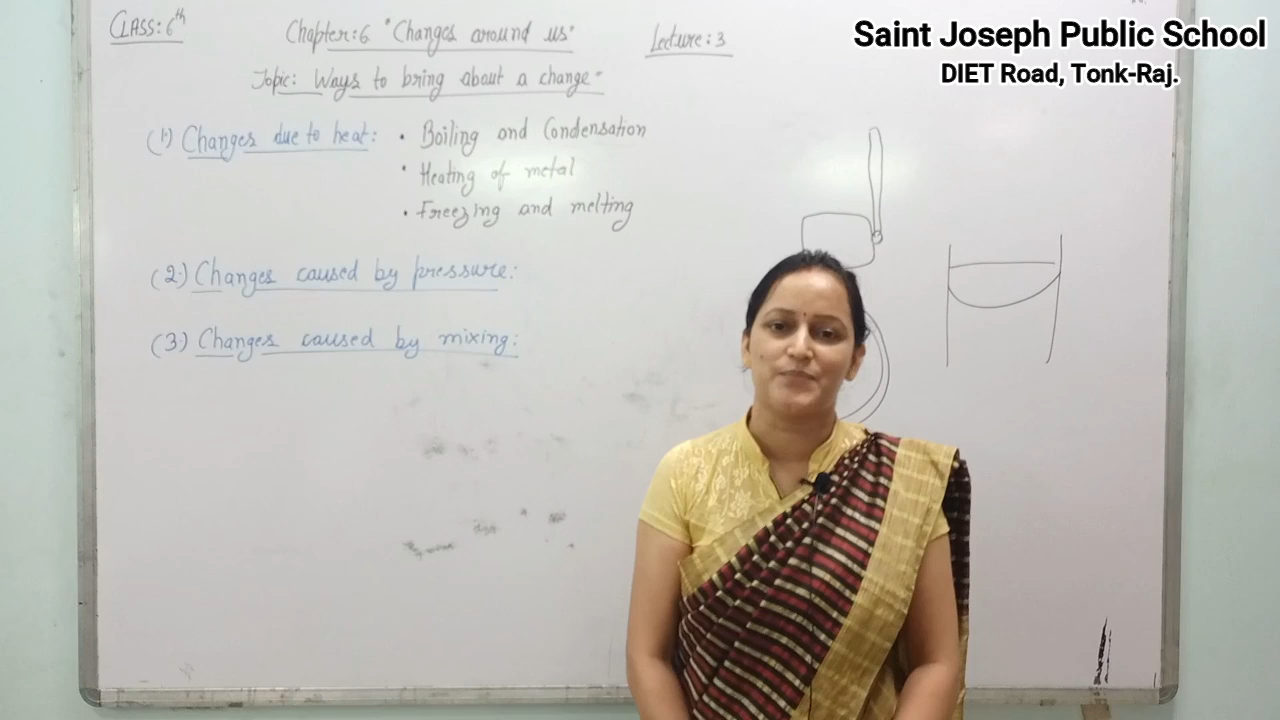 CLASS: 6th
Chapter: 6 "Changes around us"
Lecture: 3
Saint Joseph Public School
DIET Road, Tonk-Raj.
Topic: Ways to bring about a change"
(1) Changes due to heat: • Boiling and Condensation
• Heating of metal
• Freezing and melting
(2.) Changes caused by pressure:
(3.) Changes caused by mixing: